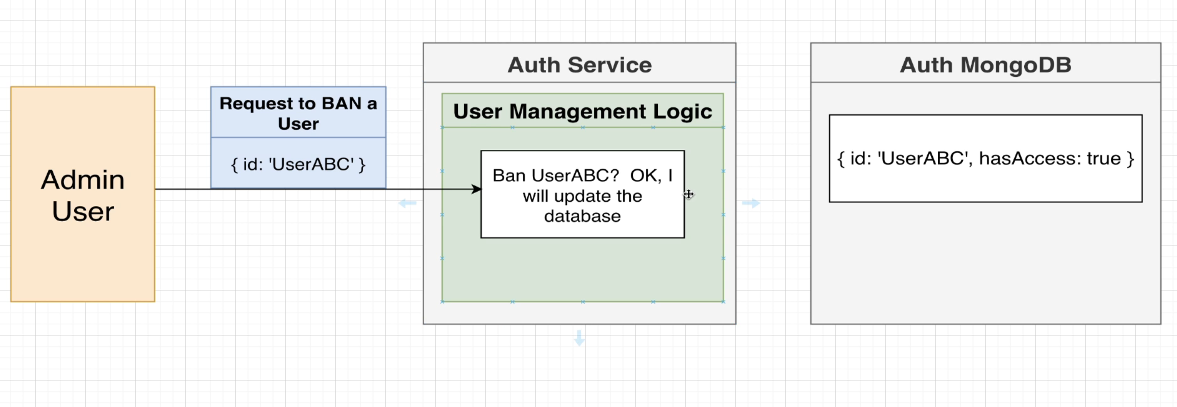 Admin
User
Request to BAN a
User
{ id: 'UserABC' }
Auth Service
User Management Logic
Ban UserABC?  OK, I
will update the
database
Auth MongoDB
{ id: 'UserABC', hasAccess: true }